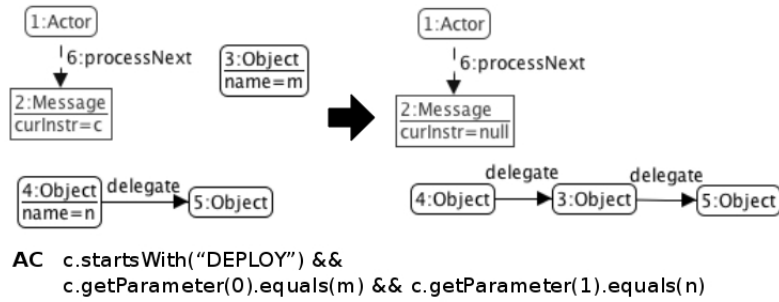 1:Actor
6:processNext
3:Object
name=m
2:Message
curInstr=c
4:Object
name=n
delegate
5:Object
1:Actor
6:processNext
2:Message
curInstr=null
4:Object
delegate
3:Object
delegate
5:Object
AC c.startsWith(“DEPLOY”) &&
c.getParameter(0).equals(m) && c.getParameter(1).equals(n)